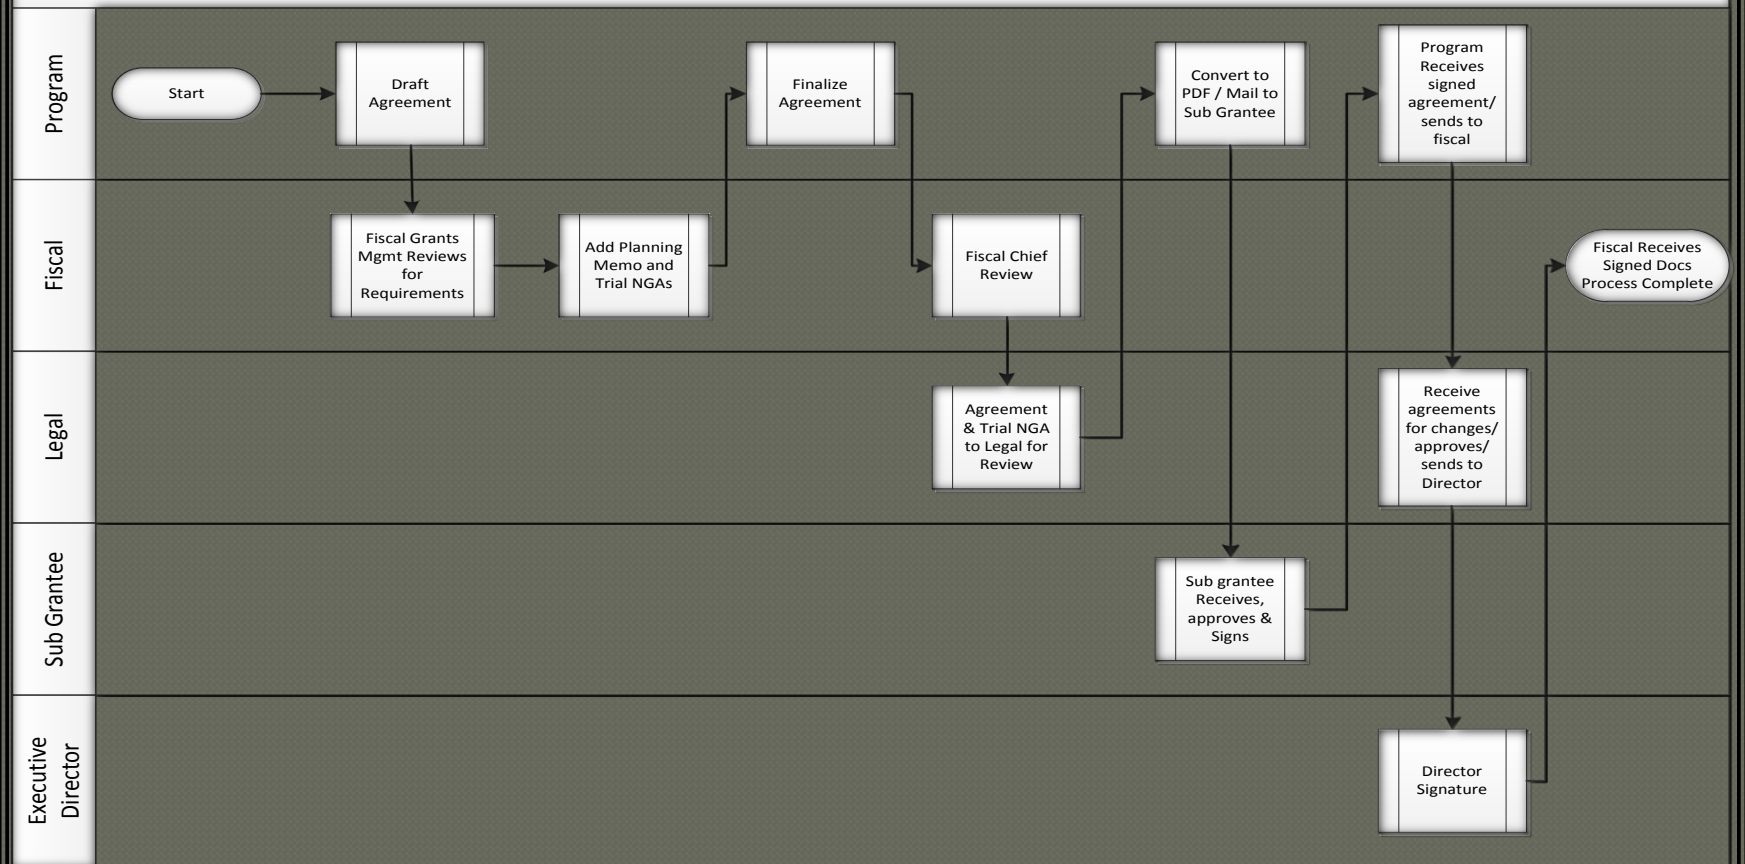 Program
Start
Draft
Agreement
Finalize
Agreement
Convert to
PDF / Mail to
Sub Grantee
Program
Receives
signed
agreement/
sends to
fiscal
Fiscal
Fiscal Grants
Mgmt Reviews
for
Requirements
Add Planning
Memo and
Trial NGAs
Fiscal Chief
Review
Fiscal Receives
Signed Docs
Process Complete
Legal
Agreement
& Trial NGA
to Legal for
Review
Receive
agreements
for changes/
approves/
sends to
Director
Sub Grantee
Sub grantee
Receives,
approves &
Signs
Executive
Director
Director
Signature